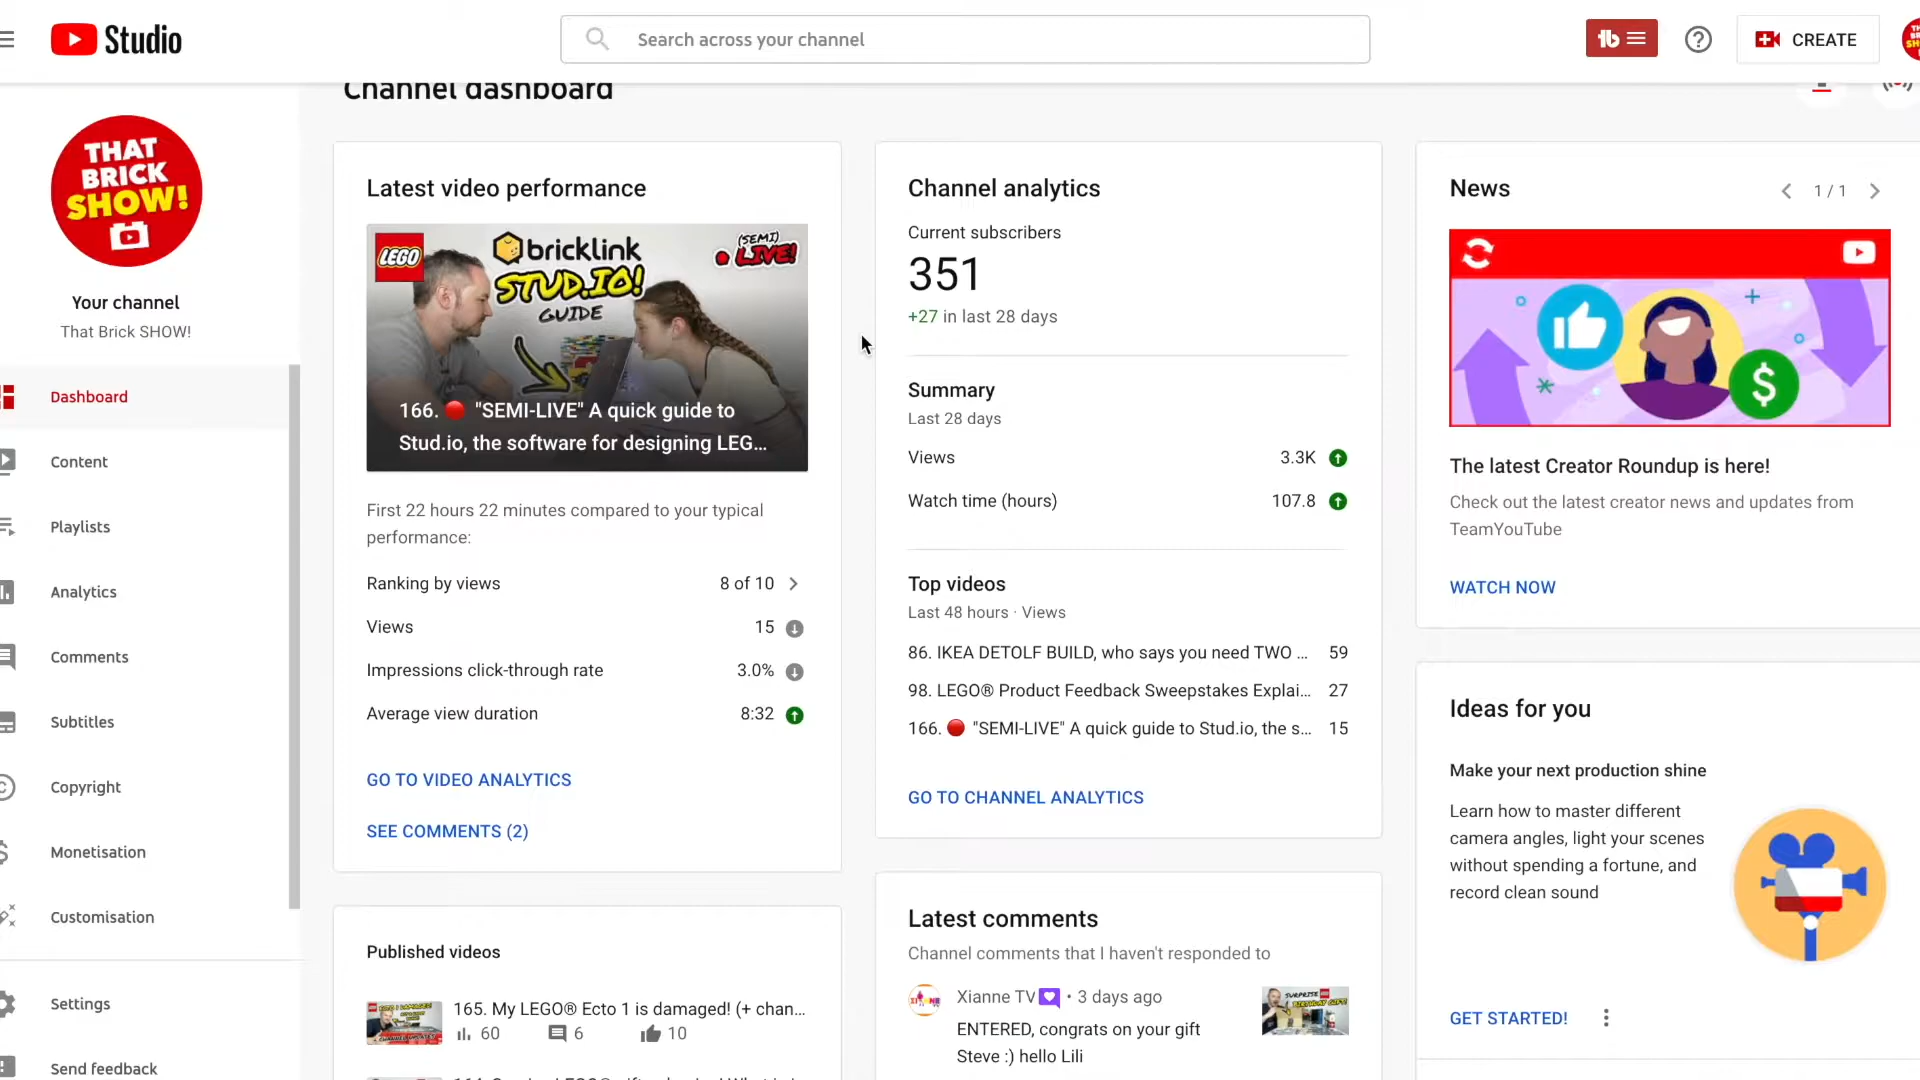 Studio
Search across your channel
CREATE
Channel dashboard
THAT
BRICK
SHOW!
Your channel
That Brick SHOW!
Dashboard
Content
Playlists
Analytics
Comments
Subtitles
Copyright
Monetisation
Customisation
Settings
Send feedback
Latest video performance
LEGO
bricklink
STUD.IO!
GUIDE
(SEMI)
LIVE!
166. 🔴 "SEMI-LIVE" A quick guide to
Stud.io, the software for designing LEG...
First 22 hours 22 minutes compared to your typical
performance:
Ranking by views 8 of 10
Views 15
Impressions click-through rate 3.0%
Average view duration 8:32
GO TO VIDEO ANALYTICS
SEE COMMENTS (2)
Published videos
165. My LEGO® Ecto 1 is damaged! (+ chan...
60 6 10
Channel analytics
Current subscribers
351
+27 in last 28 days
Summary
Last 28 days
Views 3.3K
Watch time (hours) 107.8
Top videos
Last 48 hours · Views
86. IKEA DETOLF BUILD, who says you need TWO ... 59
98. LEGO® Product Feedback Sweepstakes Explai... 27
166. 🔴 "SEMI-LIVE" A quick guide to Stud.io, the s... 15
GO TO CHANNEL ANALYTICS
Latest comments
Channel comments that I haven't responded to
Xianne TV • 3 days ago
ENTERED, congrats on your gift
Steve :) hello Lili
SURPRISE
BIRTHDAY GIFT!
News
1 / 1
The latest Creator Roundup is here!
Check out the latest creator news and updates from
TeamYouTube
WATCH NOW
Ideas for you
Make your next production shine
Learn how to master different
camera angles, light your scenes
without spending a fortune, and
record clean sound
GET STARTED!